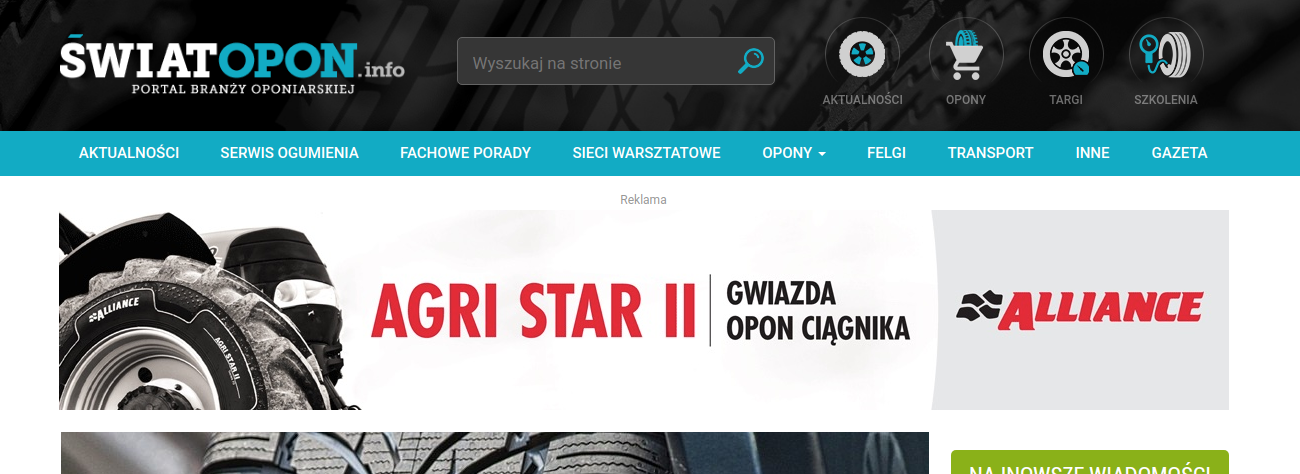 ŚWIATOPON.info
PORTAL BRANŻY OPONIARSKIEJ
Wyszukaj na stronie
AKTUALNOŚCI
OPONY
TARGI
SZKOLENIA
AKTUALNOŚCI
SERWIS OGUMIENIA
FACHOWE PORADY
SIECI WARSZTATOWE
OPONY
FELGI
TRANSPORT
INNE
GAZETA
Reklama
ALLIANCE
AGRI STAR II
AGRI STAR II
GWIAZDA
OPON CIĄGNIKA
ALLIANCE
NAJNOWSZE WIADOMOŚCI